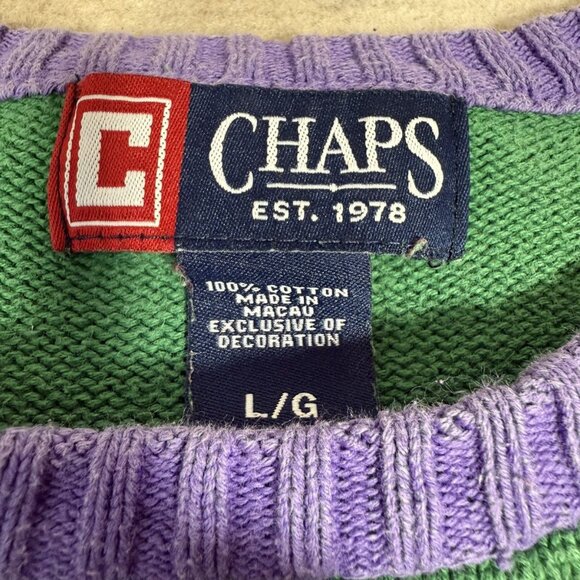 C
CHAPS
EST. 1978
100% COTTON
MADE IN
MACAU
EXCLUSIVE OF
DECORATION
L/G